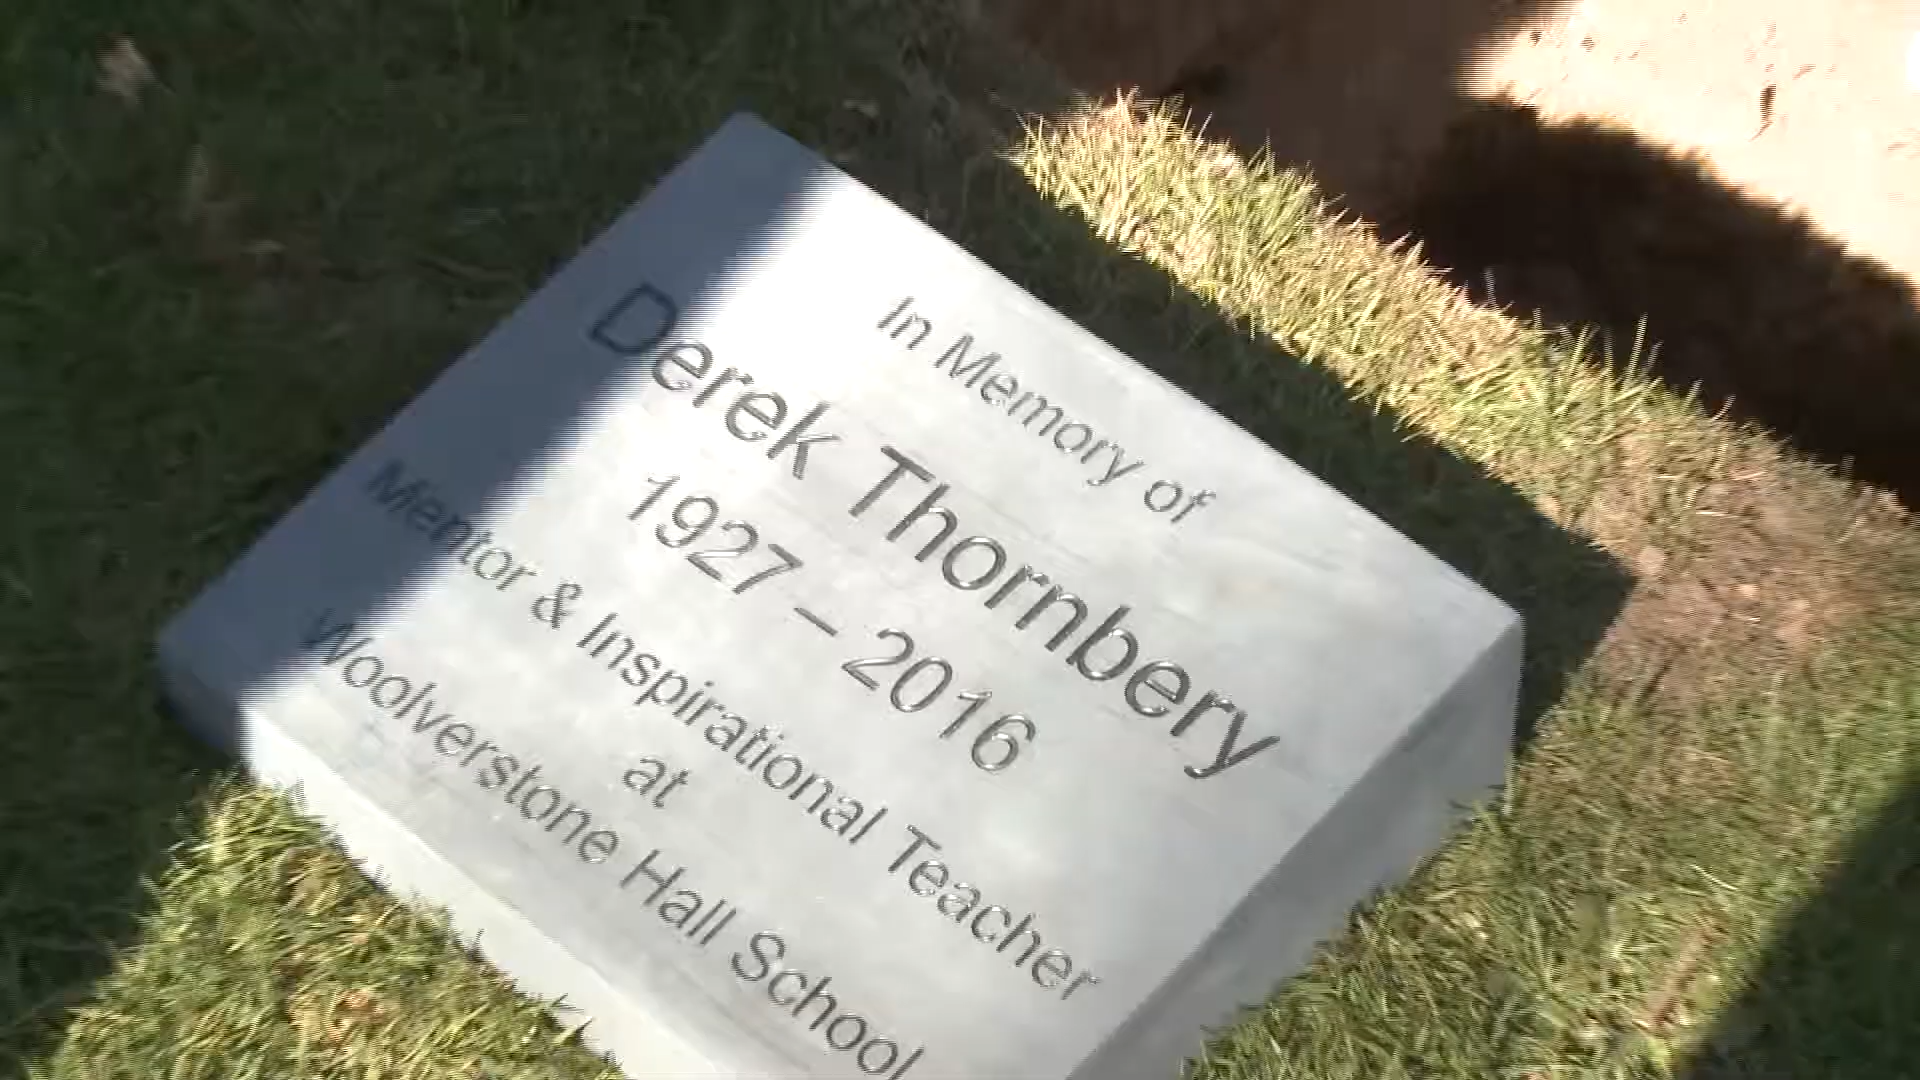 In Memory of
Derek Thornbery
1927 – 2016
Mentor & Inspirational Teacher
at
Woolverstone Hall School